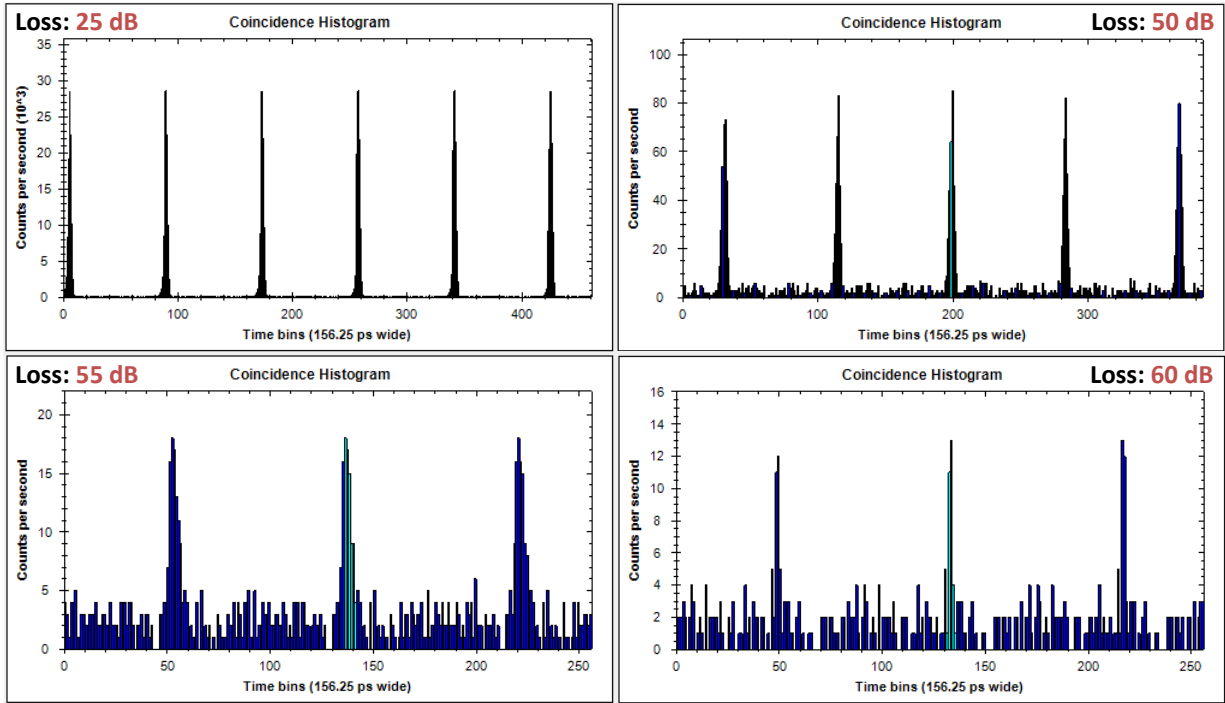 Loss: 25 dB
Coincidence Histogram
Counts per second (10^3)
35
30
25
20
15
10
5
0
0 100 200 300 400
Time bins (156.25 ps wide)
Loss: 50 dB
Coincidence Histogram
Counts per second
100
80
60
40
20
0
0 100 200 300
Time bins (156.25 ps wide)
Loss: 55 dB
Coincidence Histogram
Counts per second
20
15
10
5
0
0 50 100 150 200 250
Time bins (156.25 ps wide)
Loss: 60 dB
Coincidence Histogram
Counts per second
16
14
12
10
8
6
4
2
0
0 50 100 150 200 250
Time bins (156.25 ps wide)